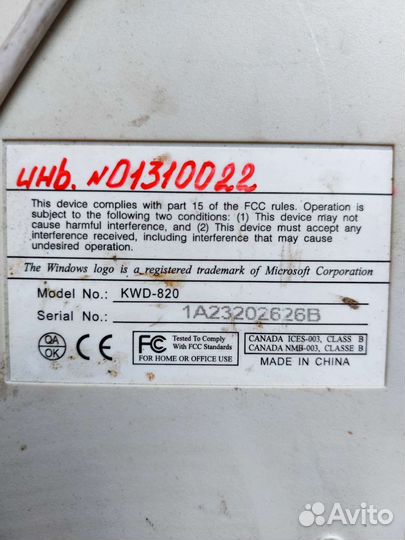 инв. №01310022
This device complies with part 15 of the FCC rules. Operation is
subject to the following two conditions: (1) This device may not
cause harmful interference, and (2) This device must accept any
interference received, including interference that may cause
undesired operation.
The Windows logo is a registered trademark of Microsoft Corporation
Model No.: KWD-820
Serial No.: 1A23202626B
QA
OK
CE
FC
Tested To Comply
With FCC Standards
FOR HOME OR OFFICE USE
CANADA ICES-003, CLASS B
CANADA NMB-003, CLASSE B
MADE IN CHINA
Avito